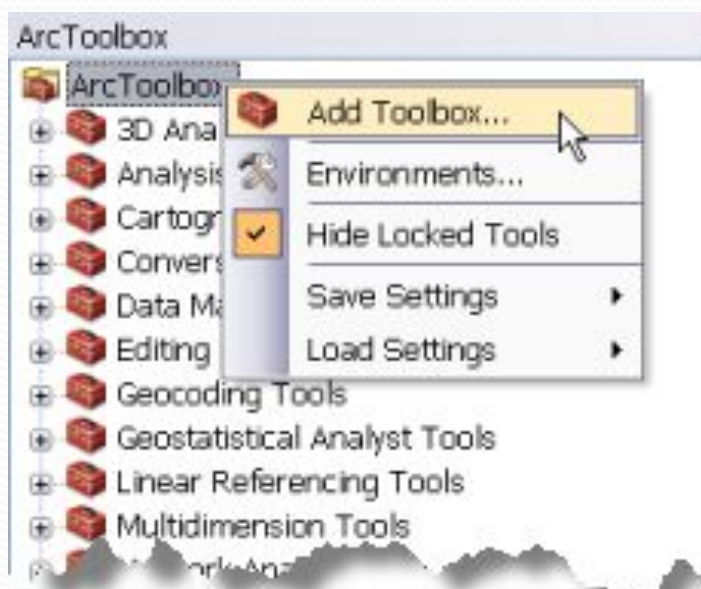 ArcToolbox
ArcToolbox
Add Toolbox...
3D Ana
Environments...
Analysis
Hide Locked Tools
Cartogr
Convers
Save Settings
Data Ma
Load Settings
Editing
Geocoding Tools
Geostatistical Analyst Tools
Linear Referencing Tools
Multidimension Tools